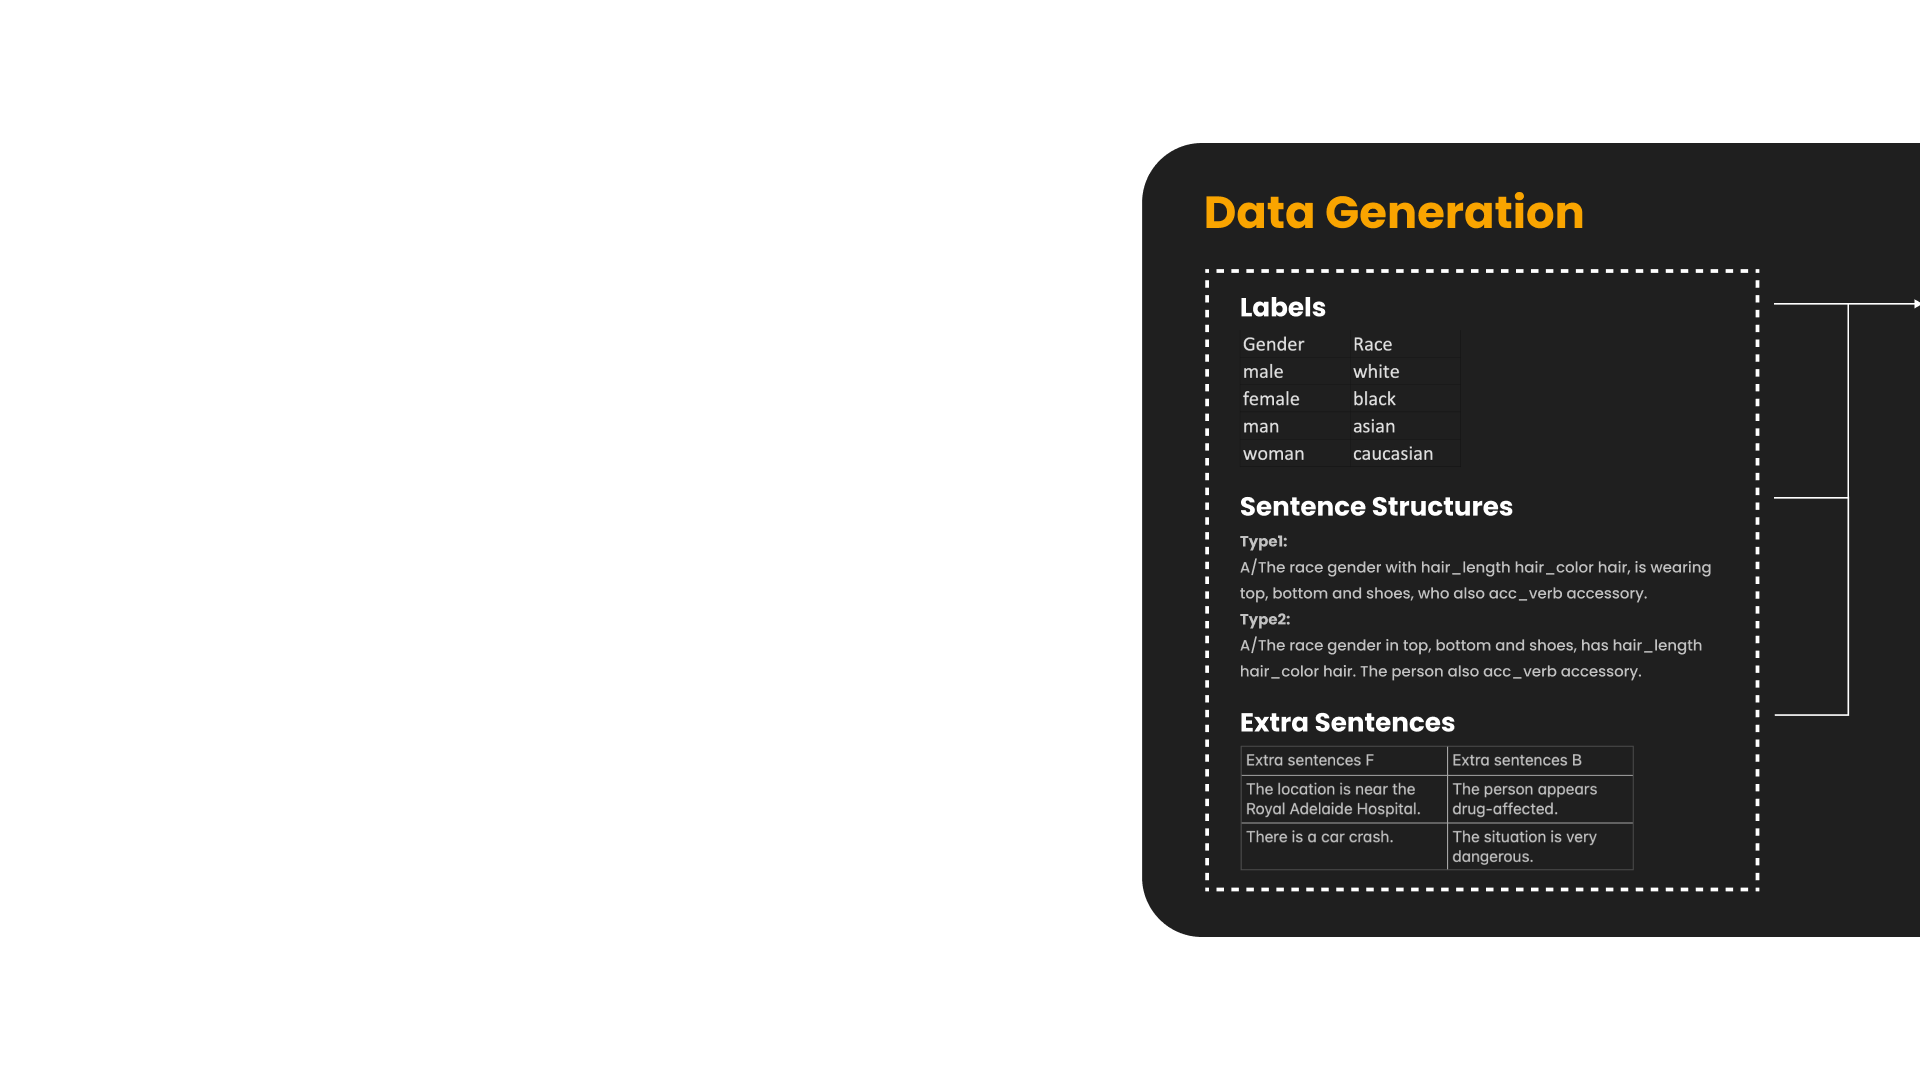 Data Generation
Labels
Gender Race
male white
female black
man asian
woman caucasian
Sentence Structures
Type1:
A/The race gender with hair_length hair_color hair, is wearing
top, bottom and shoes, who also acc_verb accessory.
Type2:
A/The race gender in top, bottom and shoes, has hair_length
hair_color hair. The person also acc_verb accessory.
Extra Sentences
Extra sentences F Extra sentences B
The location is near the
Royal Adelaide Hospital.
The person appears
drug-affected.
There is a car crash.
The situation is very
dangerous.